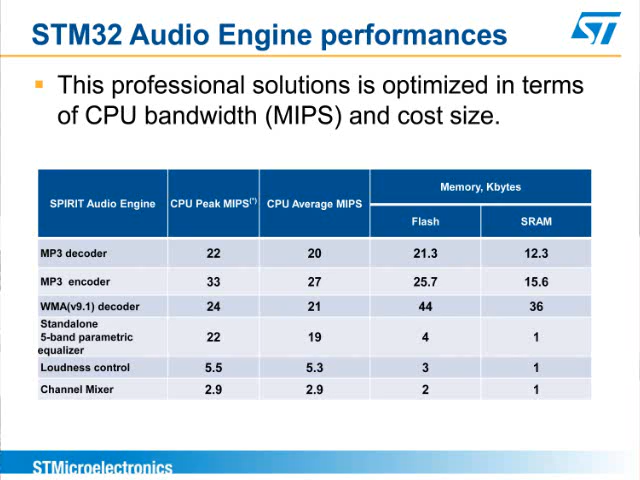 STM32 Audio Engine performances
ST
This professional solutions is optimized in terms
of CPU bandwidth (MIPS) and cost size.
SPIRIT Audio Engine CPU Peak MIPS(*) CPU Average MIPS Memory, Kbytes
Flash SRAM
MP3 decoder 22 20 21.3 12.3
MP3 encoder 33 27 25.7 15.6
WMA(v9.1) decoder 24 21 44 36
Standalone
5-band parametric 22 19 4 1
equalizer
Loudness control 5.5 5.3 3 1
Channel Mixer 2.9 2.9 2 1
STMicroelectronics